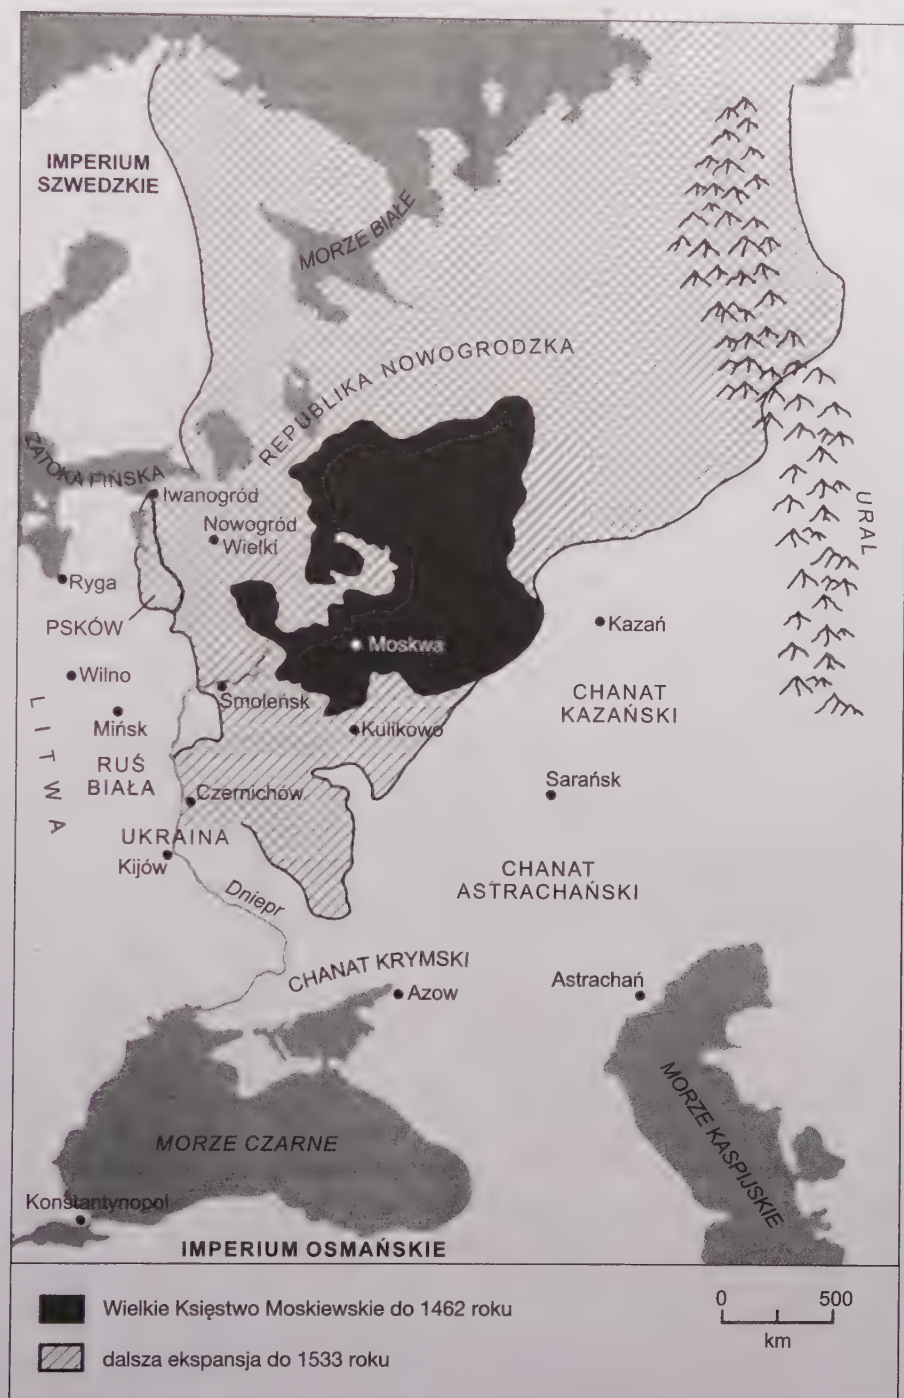 IMPERIUM
SZWEDZKIE
MORZE BIAŁE
REPUBLIKA NOWOGRODZKA
ZATOKA FIŃSKA
Iwanogród
Nowogród
Wielki
URAL
Ryga
PSKÓW
Moskwa
Kazań
Wilno
Smoleńsk
CHANAT
KAZAŃSKI
LITWA
Mińsk
Kulikowo
RUŚ
BIAŁA
Sarańsk
Czernichów
UKRAINA
Kijów
CHANAT
ASTRACHAŃSKI
Dniepr
CHANAT KRYMSKI
Azow
Astrachań
MORZE CZARNE
MORZE KASPIJSKIE
Konstantynopol
IMPERIUM OSMAŃSKIE
Wielkie Księstwo Moskiewskie do 1462 roku
dalsza ekspansja do 1533 roku
0 500
km